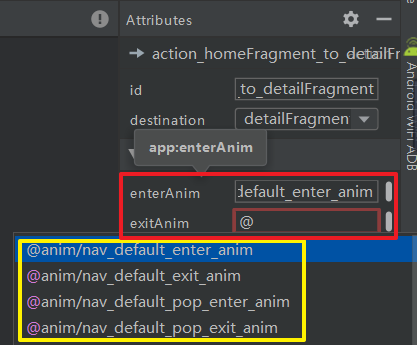 Attributes
action_homeFragment_to_detailFr
id
_to_detailFragment
destination
detailFragment
app:enterAnim
enterAnim
default_enter_anim
exitAnim
@
@anim/nav_default_enter_anim
@anim/nav_default_exit_anim
@anim/nav_default_pop_enter_anim
@anim/nav_default_pop_exit_anim
Android WiFi ADB